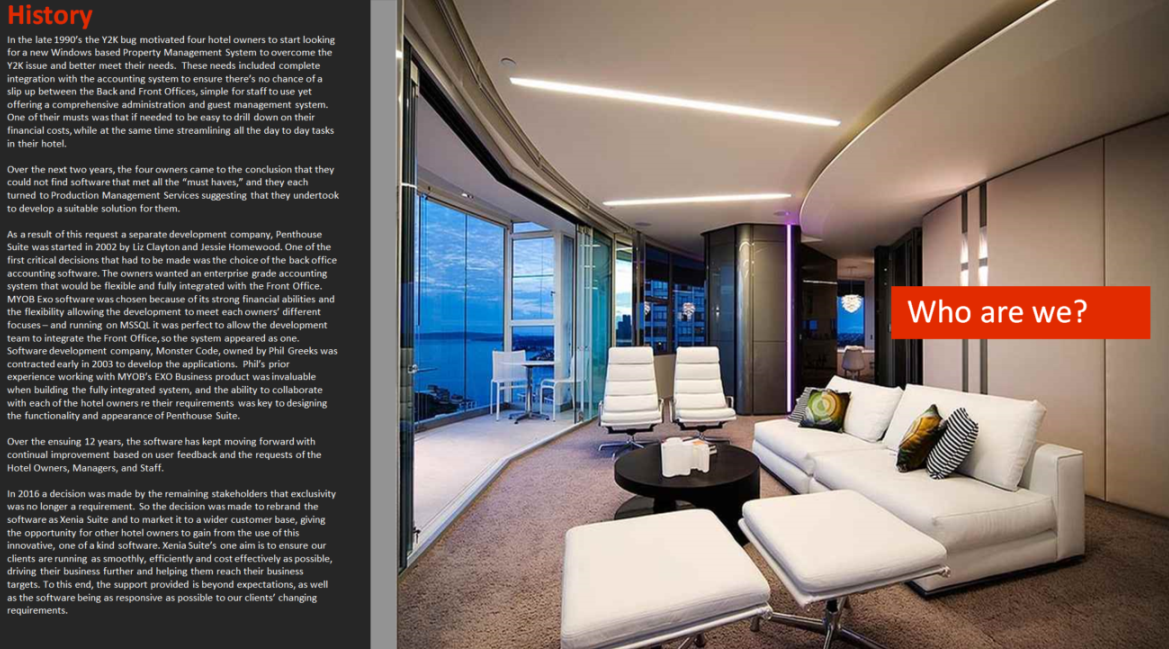 History
In the late 1990's the Y2K bug motivated four hotel owners to start looking
for a new Windows based Property Management System to overcome the
Y2K issue and better meet their needs.  These needs included complete
integration with the accounting system to ensure there's no chance of a
slip up between the Back and Front Offices, simple for staff to use yet
offering a comprehensive administration and guest management system.
One of their musts was that if needed to be easy to drill down on their
financial costs, while at the same time streamlining all the day to day tasks
in their hotel.
Over the next two years, the four owners came to the conclusion that they
could not find software that met all the “must haves,” and they each
turned to Production Management Services suggesting that they undertook
to develop a suitable solution for them.
As a result of this request a separate development company, Penthouse
Suite was started in 2002 by Liz Clayton and Jessie Homewood. One of the
first critical decisions that had to be made was the choice of the back office
accounting software. The owners wanted an enterprise grade accounting
system that would be flexible and fully integrated with the Front Office.
MYOB Exo software was chosen because of its strong financial abilities and
the flexibility allowing the development to meet each owners' different
focuses – and running on MSSQL it was perfect to allow the development
team to integrate the Front Office, so the system appeared as one.
Software development company, Monster Code, owned by Phil Greeks was
contracted early in 2003 to develop the applications.  Phil's prior
experience working with MYOB's EXO Business product was invaluable
when building the fully integrated system, and the ability to collaborate
with each of the hotel owners re their requirements was key to designing
the functionality and appearance of Penthouse Suite.
Over the ensuing 12 years, the software has kept moving forward with
continual improvement based on user feedback and the requests of the
Hotel Owners, Managers, and Staff.
In 2016 a decision was made by the remaining stakeholders that exclusivity
was no longer a requirement. So the decision was made to rebrand the
software as Xenia Suite and to market it to a wider customer base, giving
the opportunity for other hotel owners to gain from the use of this
innovative, one of a kind software. Xenia Suite's one aim is to ensure our
clients are running as smoothly, efficiently and cost effectively as possible,
driving their business further and helping them reach their business
targets. To this end, the support provided is beyond expectations, as well
as the software being as responsive as possible to our clients' changing
requirements.
Who are we?